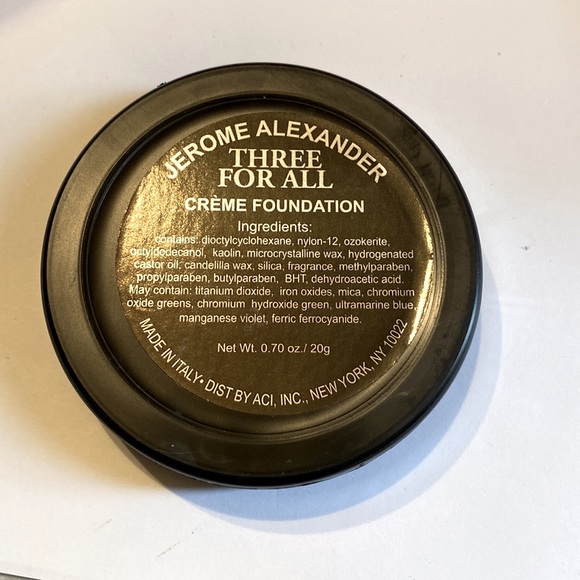 JEROME ALEXANDER
THREE
FOR ALL
CRÈME FOUNDATION
Ingredients:
contains: dioctylcyclohexane, nylon-12, ozokerite,
octyldodecanol, kaolin, microcrystalline wax, hydrogenated
castor oil, candelilla wax, silica, fragrance, methylparaben,
propylparaben, butylparaben, BHT, dehydroacetic acid.
May contain: titanium dioxide, iron oxides, mica, chromium
oxide greens, chromium hydroxide green, ultramarine blue,
manganese violet, ferric ferrocyanide.
Net Wt. 0.70 oz./ 20g
MADE IN ITALY• DIST BY ACI, INC., NEW YORK, NY 10022